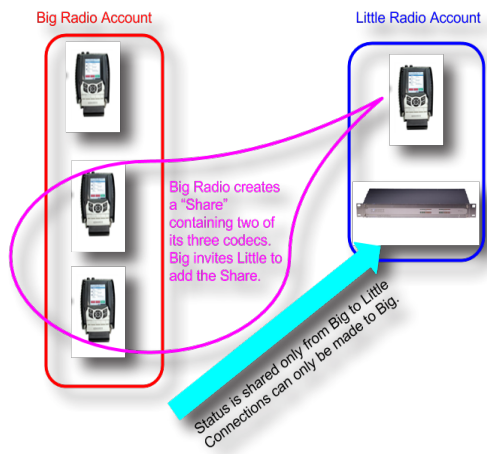 Big Radio Account
Little Radio Account
Big Radio creates
a “Share”
containing two of
its three codecs.
Big invites Little to
add the Share.
Status is shared only from Big to Little
Connections can only be made to Big.